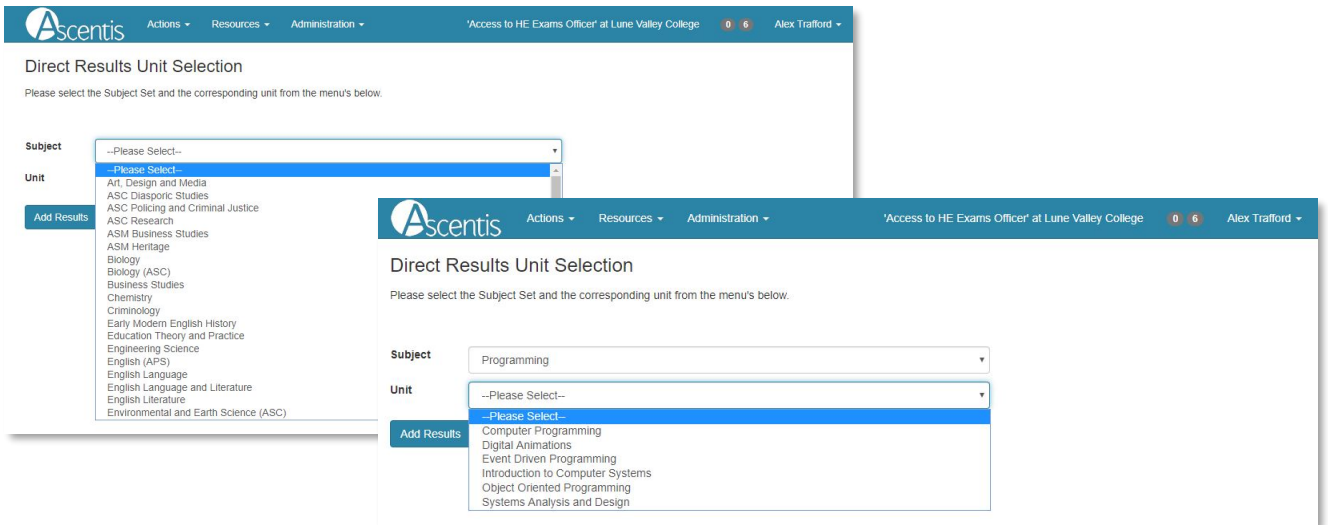 Ascentis Actions Resources Administration 'Access to HE Exams Officer' at Lune Valley College 0 6 Alex Trafford
Direct Results Unit Selection
Please select the Subject Set and the corresponding unit from the menu's below.
Subject --Please Select--
Unit
--Please Select--
Art, Design and Media
ASC Diasporic Studies
ASC Policing and Criminal Justice
ASC Research
ASM Business Studies
ASM Heritage
Biology
Biology (ASC)
Business Studies
Chemistry
Criminology
Early Modern English History
Education Theory and Practice
Engineering Science
English (APS)
English Language
English Language and Literature
English Literature
Environmental and Earth Science (ASC)
Add Results
Ascentis Actions Resources Administration 'Access to HE Exams Officer' at Lune Valley College 0 6 Alex Trafford
Direct Results Unit Selection
Please select the Subject Set and the corresponding unit from the menu's below.
Subject Programming
Unit --Please Select--
--Please Select--
Computer Programming
Digital Animations
Event Driven Programming
Introduction to Computer Systems
Object Oriented Programming
Systems Analysis and Design
Add Results